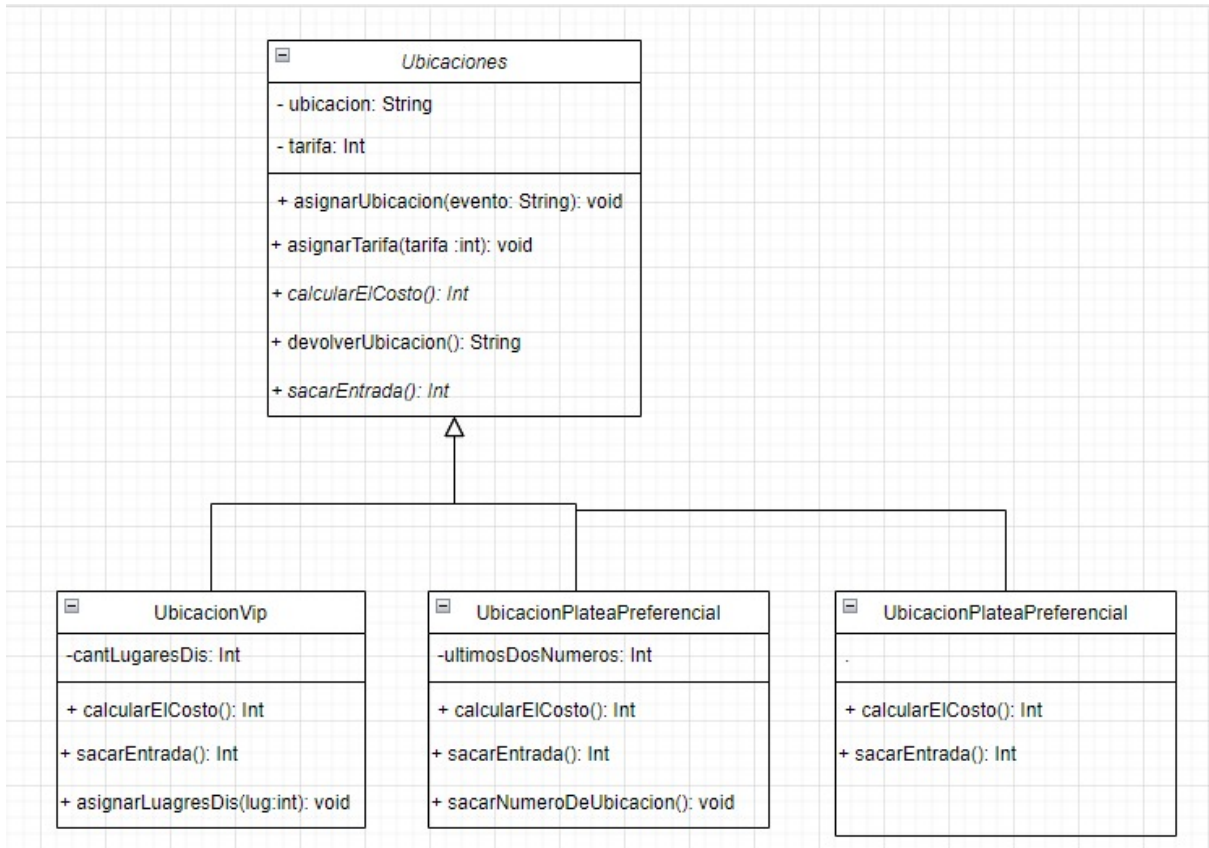 Ubicaciones
- ubicacion: String
- tarifa: Int
+ asignarUbicacion(evento: String): void
+ asignarTarifa(tarifa :int): void
+ calcularElCosto(): Int
+ devolverUbicacion(): String
+ sacarEntrada(): Int
UbicacionVip
-cantLugaresDis: Int
+ calcularElCosto(): Int
+ sacarEntrada(): Int
+ asignarLuagresDis(lug:int): void
UbicacionPlateaPreferencial
-ultimosDosNumeros: Int
+ calcularElCosto(): Int
+ sacarEntrada(): Int
+ sacarNumeroDeUbicacion(): void
UbicacionPlateaPreferencial
.
+ calcularElCosto(): Int
+ sacarEntrada(): Int